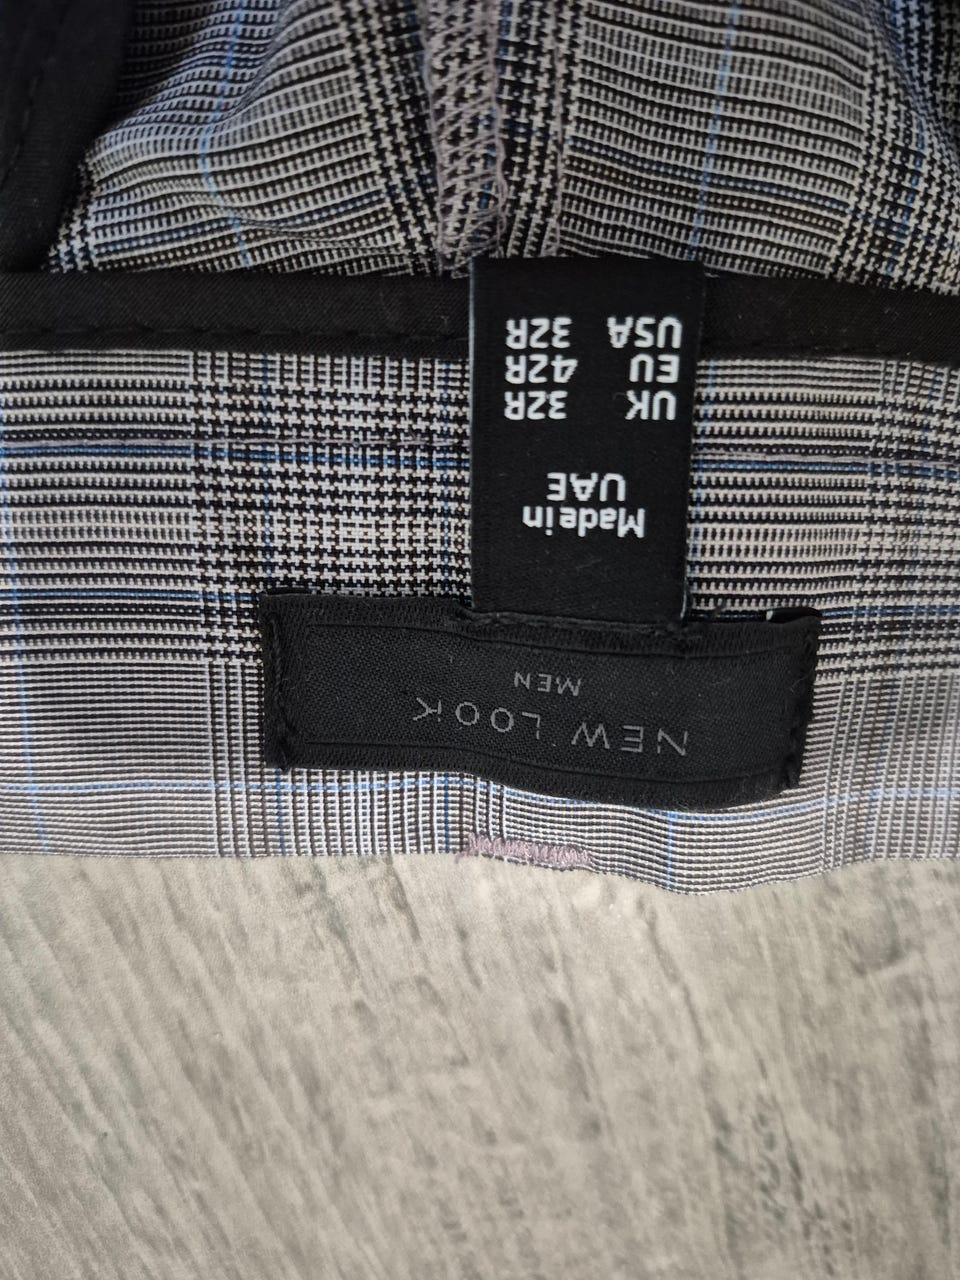 NEW LOOK
MEN
Made in
UAE
UK 32R
EU 42R
USA 32R